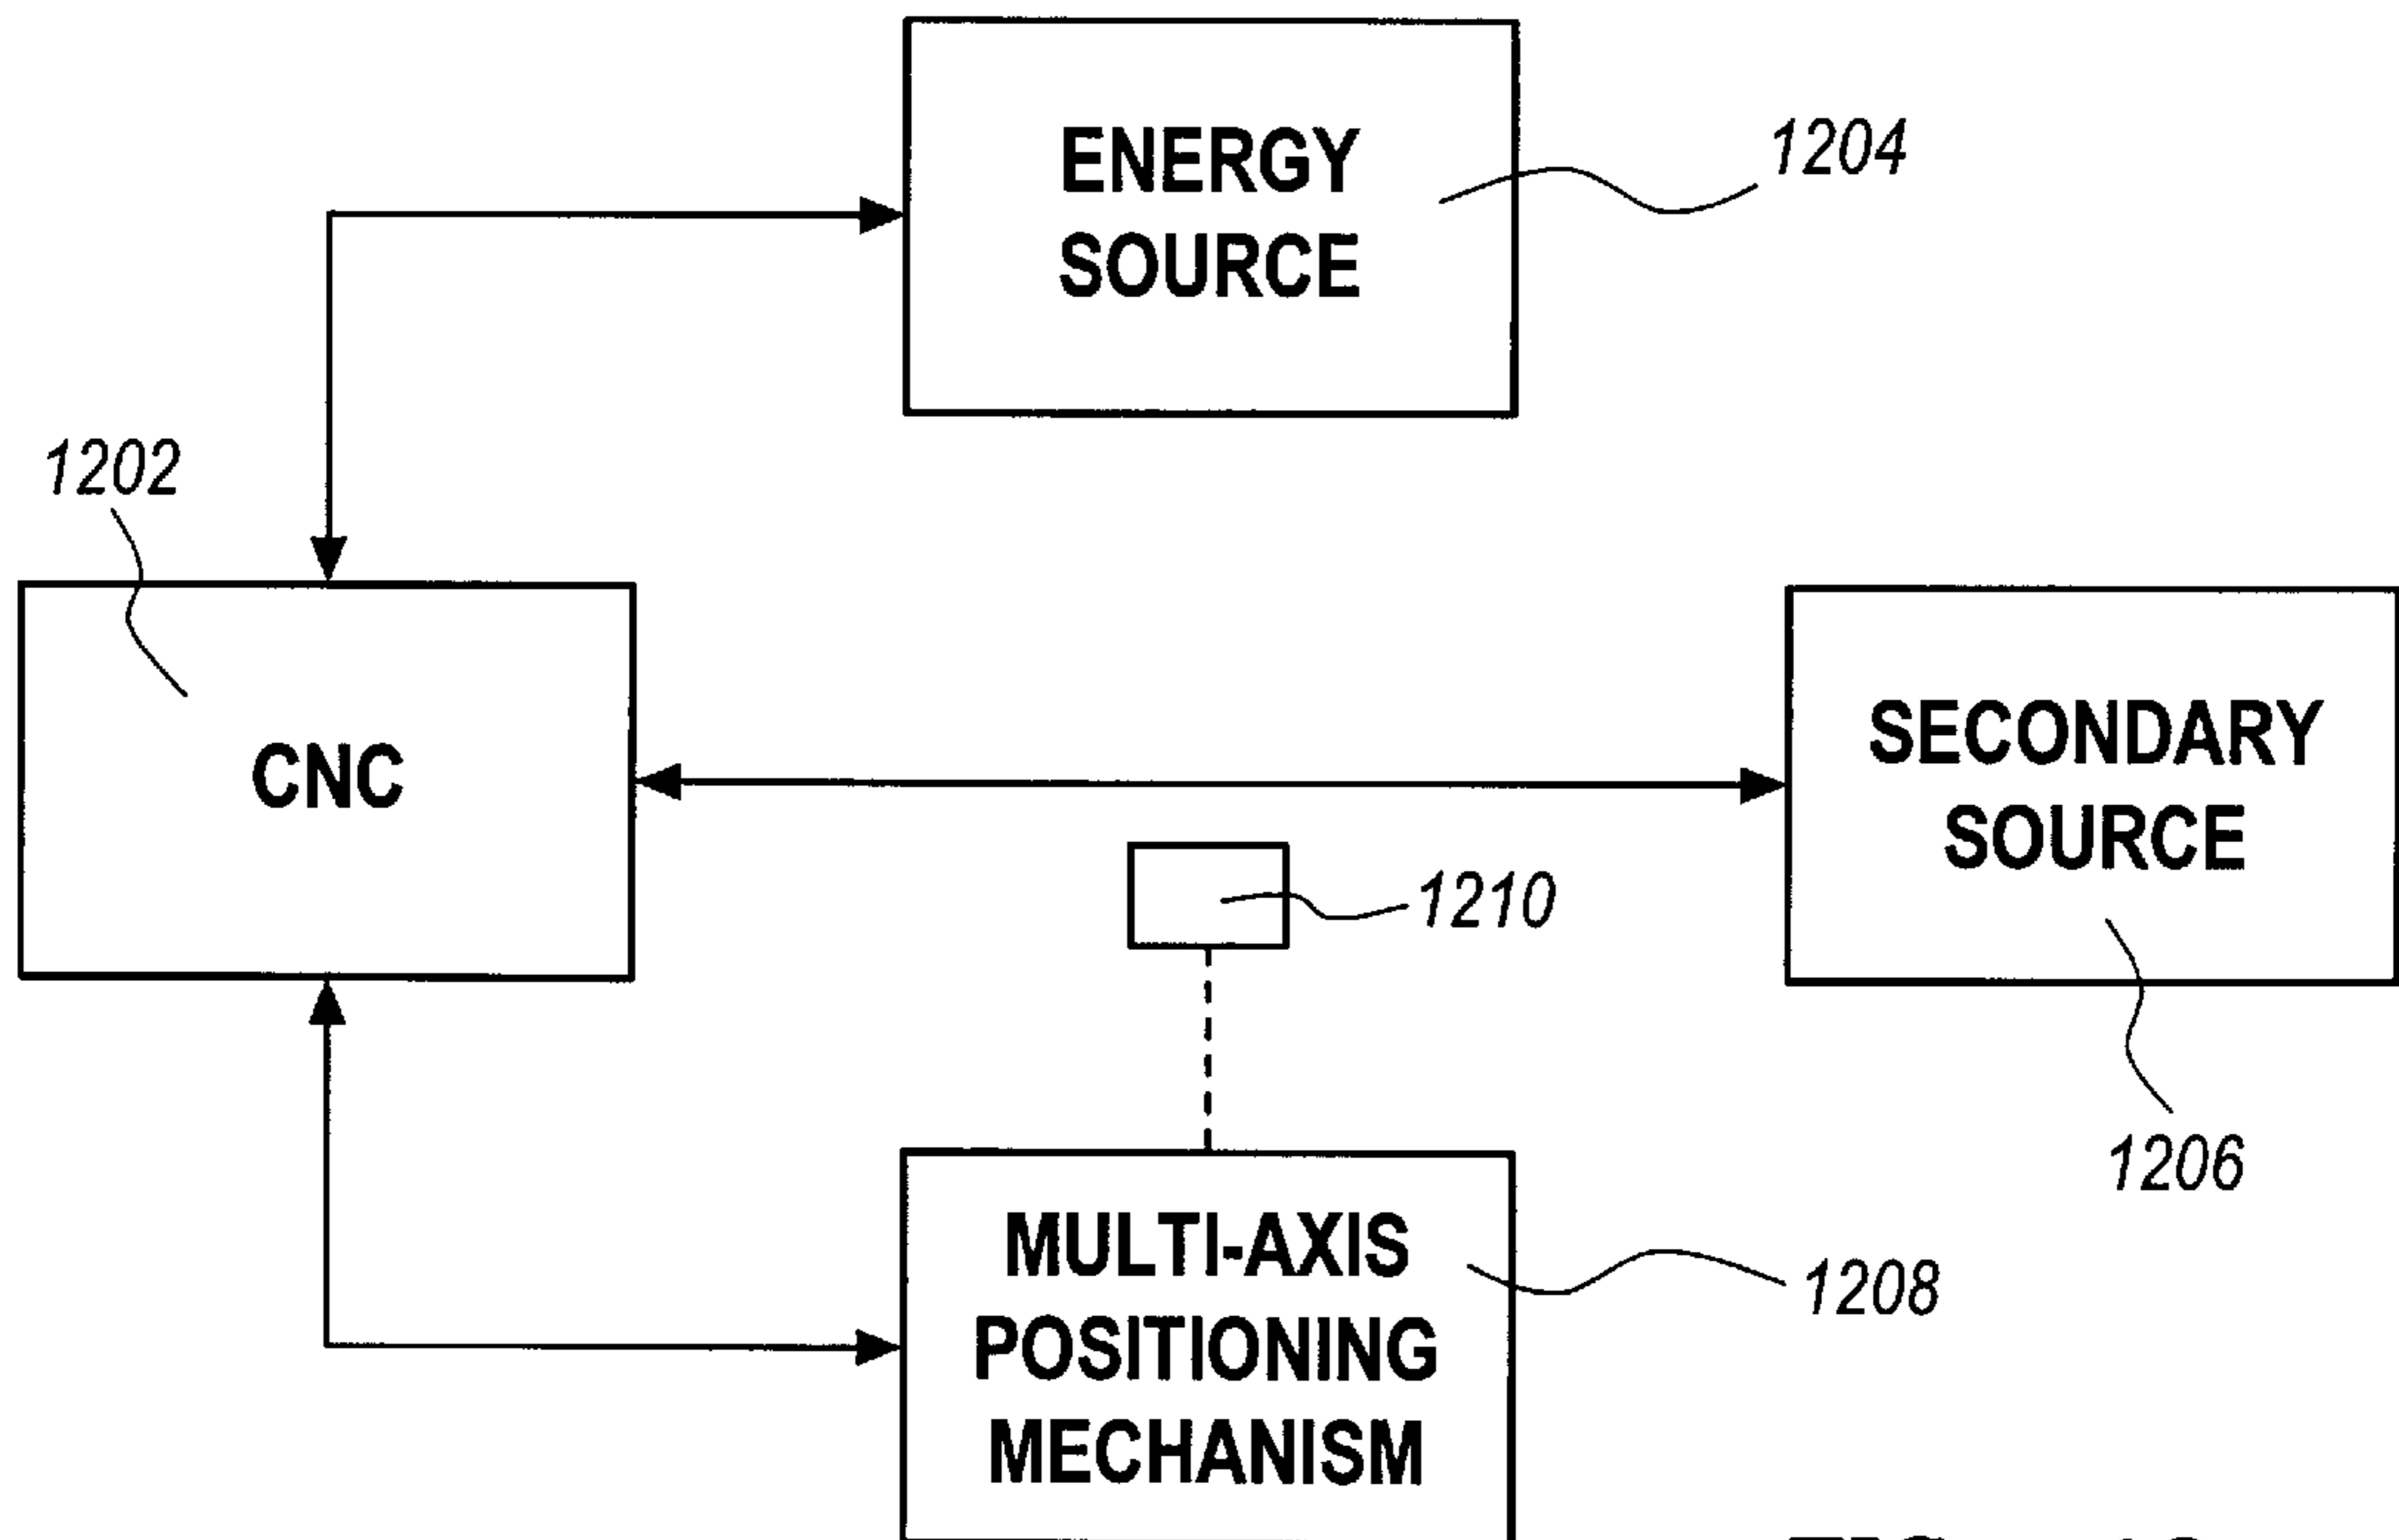 ENERGY
SOURCE
1204
1202
CNC
SECONDARY
SOURCE
1210
1206
MULTI-AXIS
POSITIONING
MECHANISM
1208